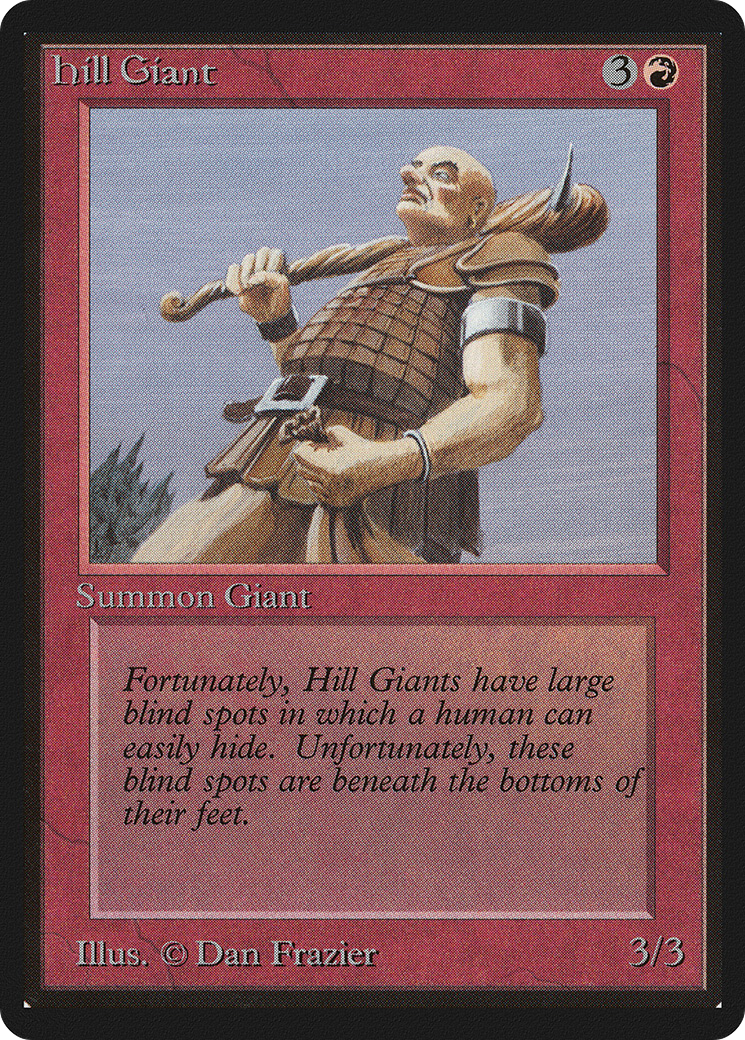 Hill Giant
3
Summon Giant
Fortunately, Hill Giants have large
blind spots in which a human can
easily hide. Unfortunately, these
blind spots are beneath the bottoms of
their feet.
Illus. © Dan Frazier
3/3